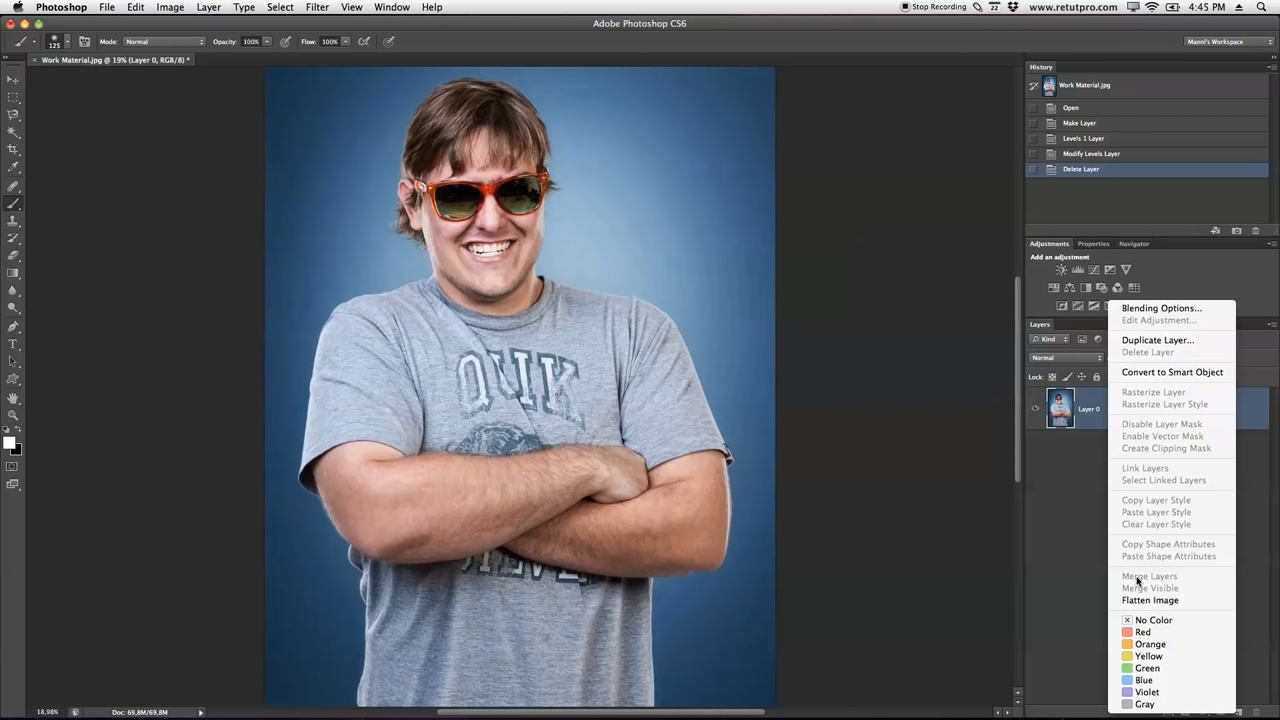 Photoshop File Edit Image Layer Type Select Filter View Window Help Stop Recording 22 www.retutpro.com 4:45 PM
Adobe Photoshop CS6
125 Mode: Normal Opacity: 100% Flow: 100% Manni's Workspace
Work Material.jpg @ 19% (Layer 0, RGB/8) *
History
Work Material.jpg
Open
Make Layer
Levels 1 Layer
Modify Levels Layer
Delete Layer
Adjustments Properties Navigator
Add an adjustment
Layers
Kind
Normal
Lock:
Layer 0
Blending Options...
Edit Adjustment...
Duplicate Layer...
Delete Layer
Convert to Smart Object
Rasterize Layer
Rasterize Layer Style
Disable Layer Mask
Enable Vector Mask
Create Clipping Mask
Link Layers
Select Linked Layers
Copy Layer Style
Paste Layer Style
Clear Layer Style
Copy Shape Attributes
Paste Shape Attributes
Merge Layers
Merge Visible
Flatten Image
No Color
Red
Orange
Yellow
Green
Blue
Violet
Gray
QUIK
18,98% Doc: 69,8M/69,8M